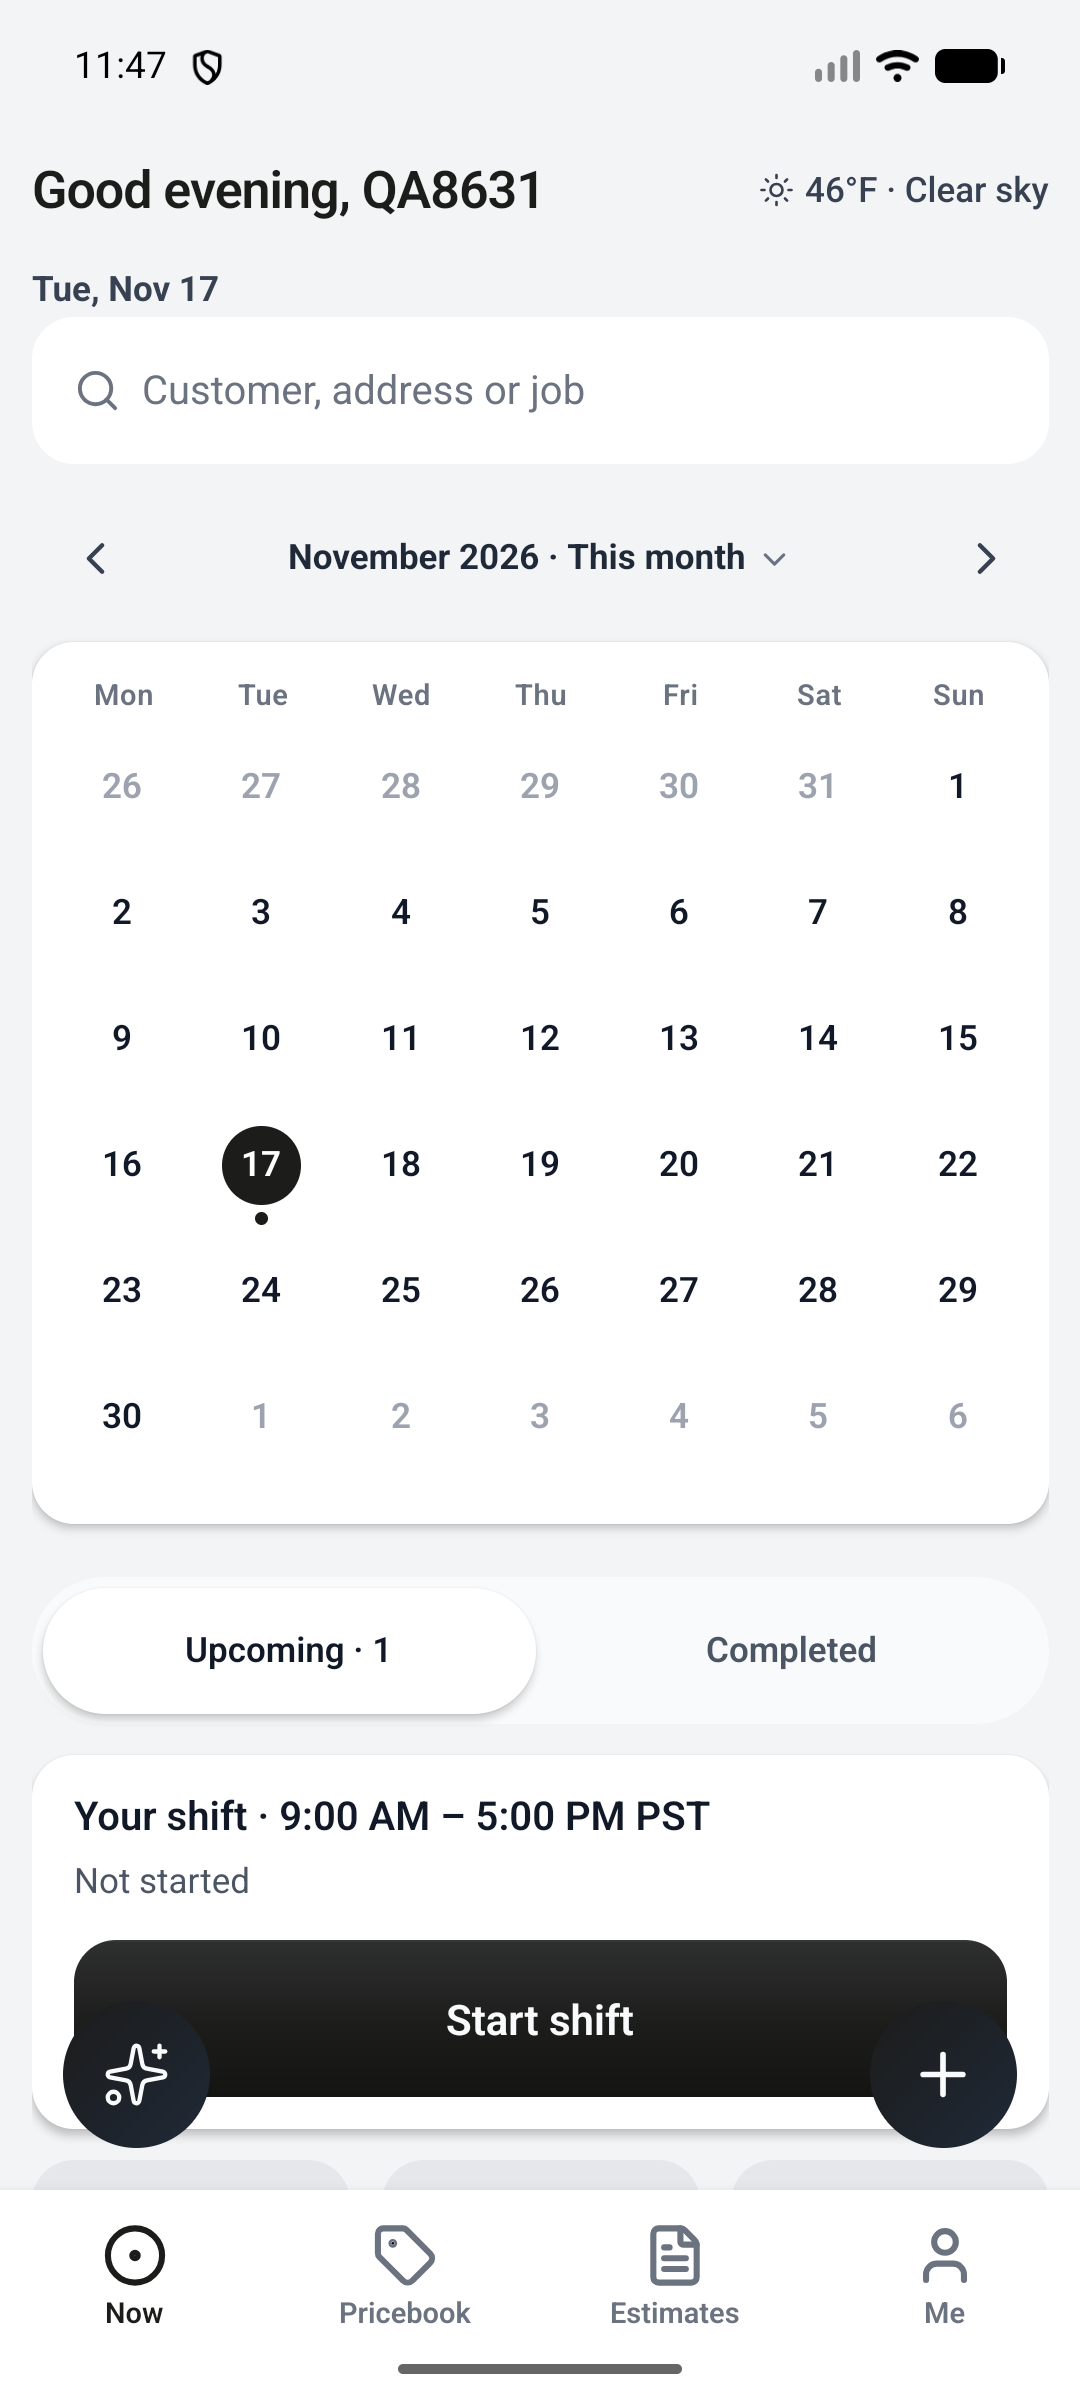 11:47
Good evening, QA8631
46°F · Clear sky
Tue, Nov 17
Customer, address or job
November 2026 · This month
Mon Tue Wed Thu Fri Sat Sun
26 27 28 29 30 31 1
2 3 4 5 6 7 8
9 10 11 12 13 14 15
16 17 18 19 20 21 22
23 24 25 26 27 28 29
30 1 2 3 4 5 6
Upcoming · 1 Completed
Your shift · 9:00 AM – 5:00 PM PST
Not started
Start shift
Now Pricebook Estimates Me